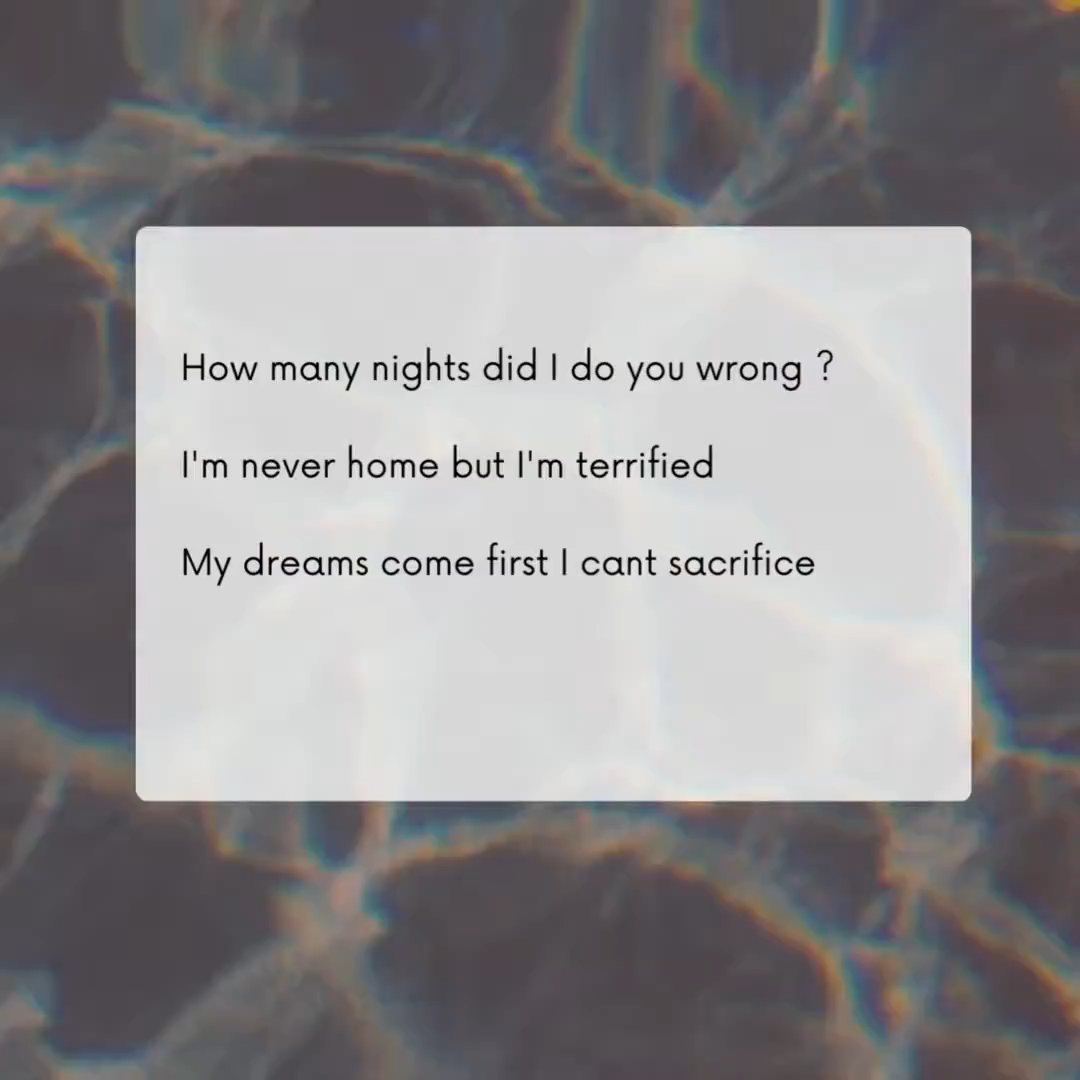 How many nights did I do you wrong ?
I'm never home but I'm terrified
My dreams come first I cant sacrifice